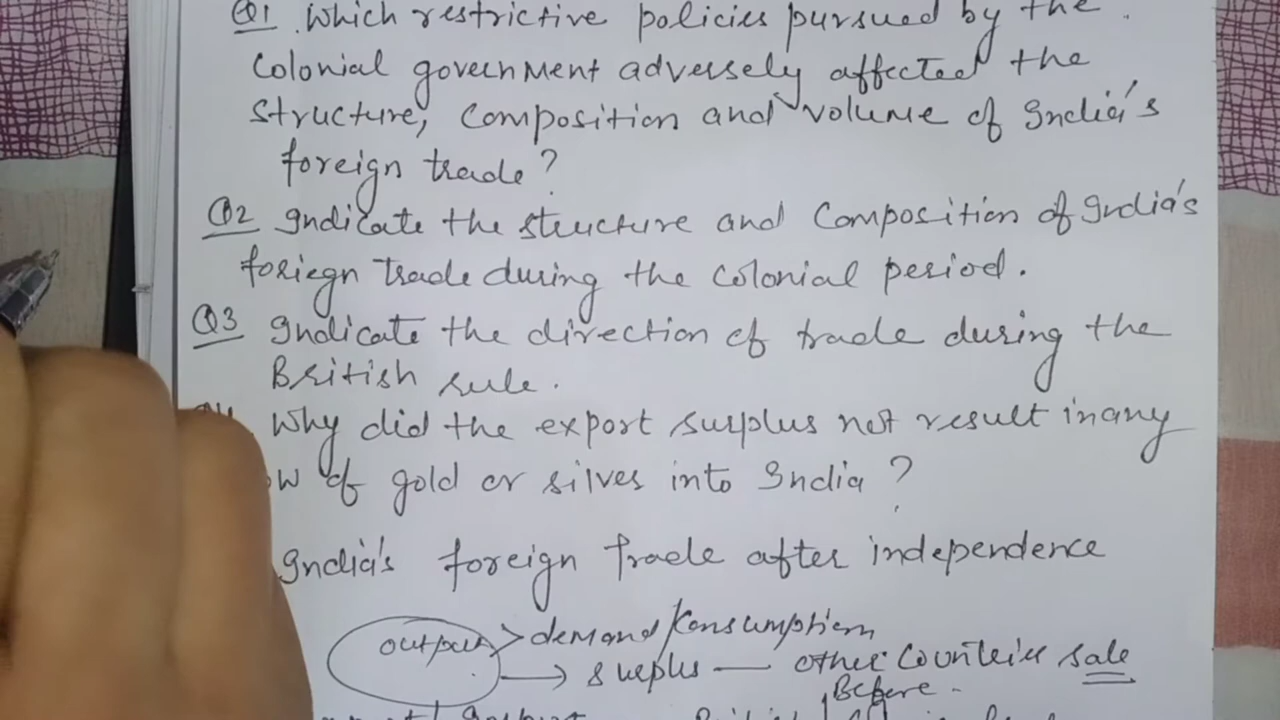 Q1. Which restrictive policies pursued by the
Colonial government adversely affected the
structure, composition and volume of India's
foreign trade?
Q2 Indicate the structure and composition of India's
foriegn trade during the colonial period.
Q3 Indicate the direction of trade during the
British rule.
Why did the export surplus not result in any
of gold or silver into India ?
India's foreign trade after independence
output > demand/consumption
→ surplus — other countries sale
Before